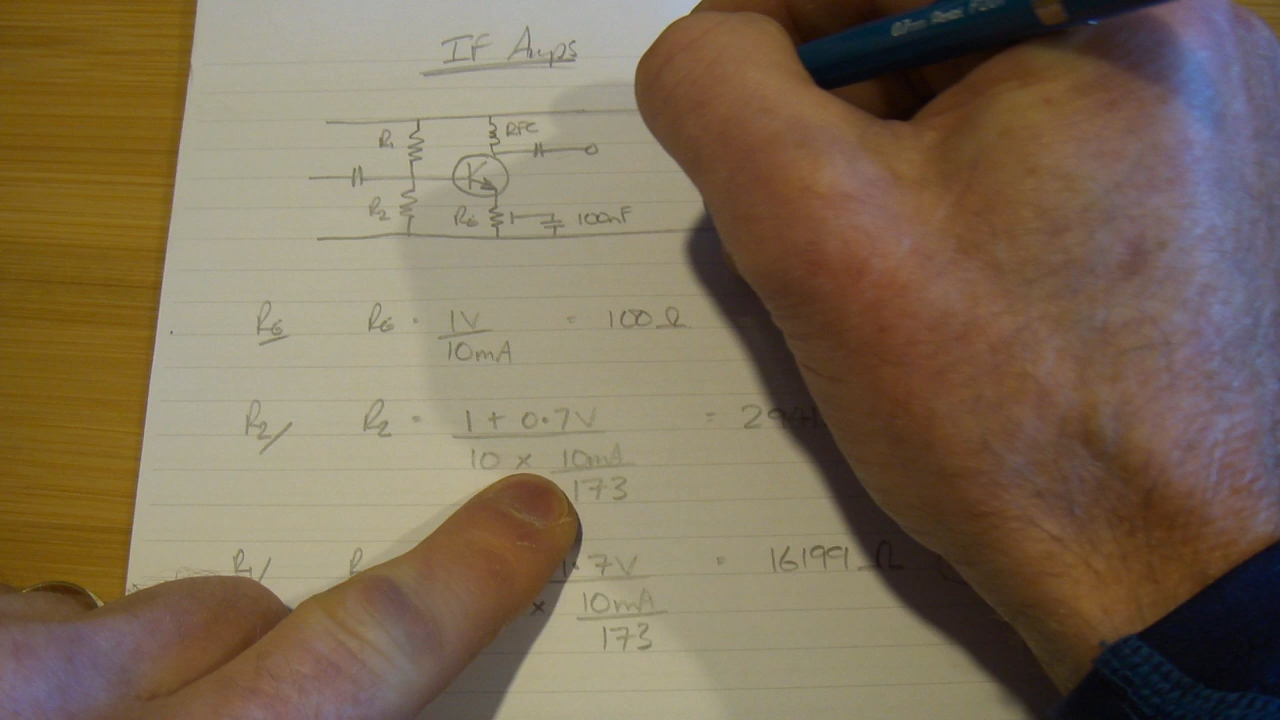 IF Amps
R1
RFC
R2
RE
100nF
RE
RE = 1V
10mA
= 100Ω
R2/
R2 = 1 + 0.7V
10 × 10mA
173
= 294
R1/
.7V
× 10mA
173
= 16199 Ω